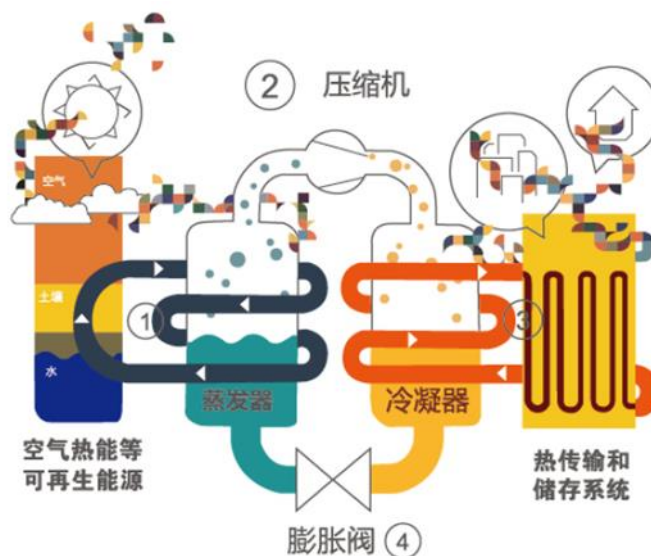 ② 压缩机
空气
土壤
水
①
③
蒸发器
冷凝器
空气热能等
可再生能源
热传输和
储存系统
膨胀阀 ④